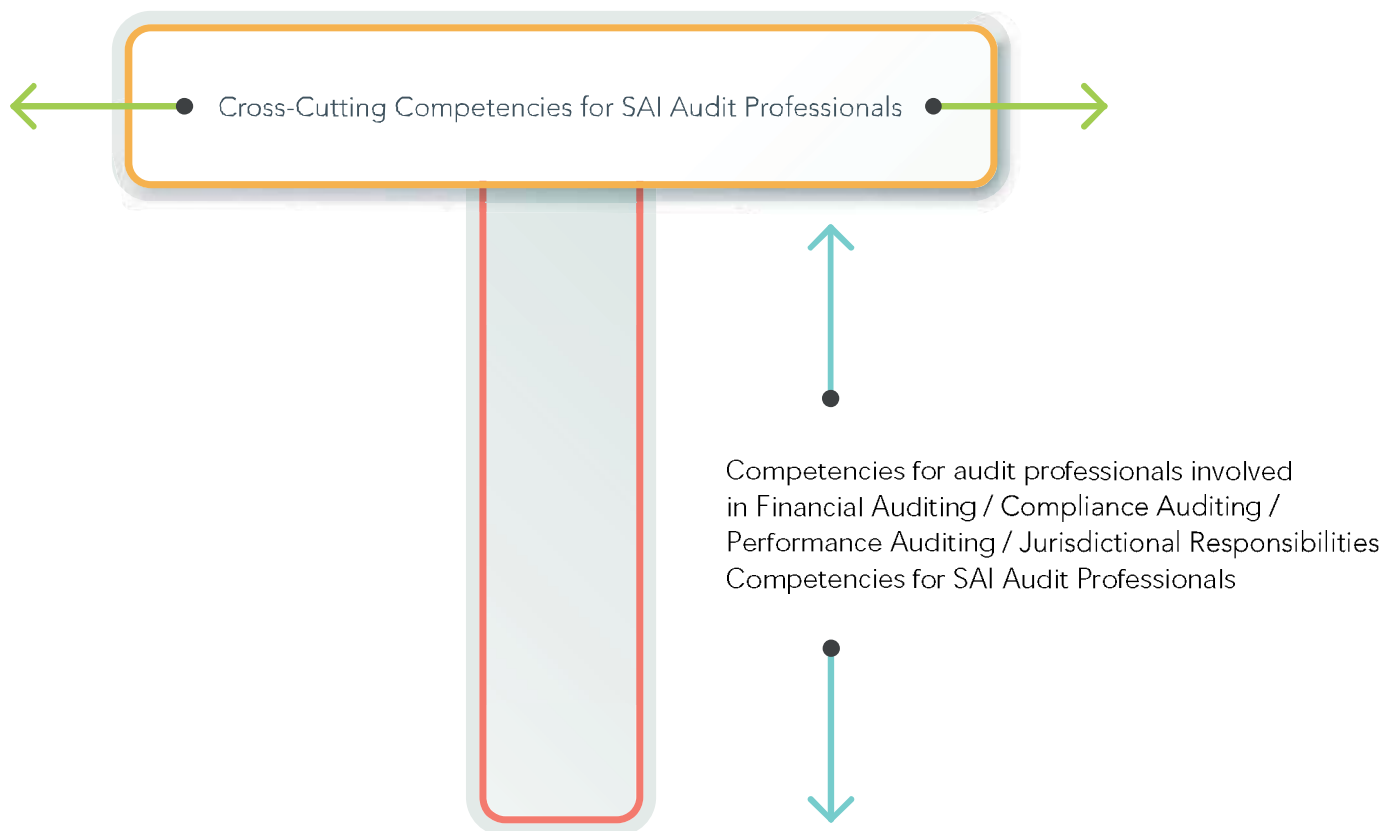 Cross-Cutting Competencies for SAI Audit Professionals
Competencies for audit professionals involved
in Financial Auditing / Compliance Auditing /
Performance Auditing / Jurisdictional Responsibilities
Competencies for SAI Audit Professionals